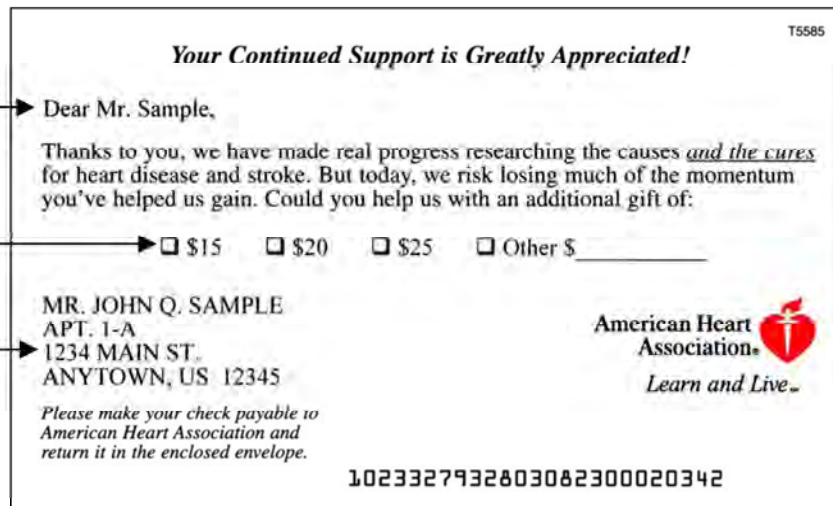 T5585
Your Continued Support is Greatly Appreciated!
Dear Mr. Sample,
Thanks to you, we have made real progress researching the causes and the cures
for heart disease and stroke. But today, we risk losing much of the momentum
you've helped us gain. Could you help us with an additional gift of:
❑ $15 ❑ $20 ❑ $25 ❑ Other $____________
MR. JOHN Q. SAMPLE
APT. 1-A
1234 MAIN ST.
ANYTOWN, US 12345
Please make your check payable to
American Heart Association and
return it in the enclosed envelope.
American Heart
Association®
Learn and Live℠
1023327932803082300020342